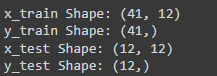 x_train Shape: (41, 12)
y_train Shape: (41,)
x_test Shape: (12, 12)
y_test Shape: (12,)